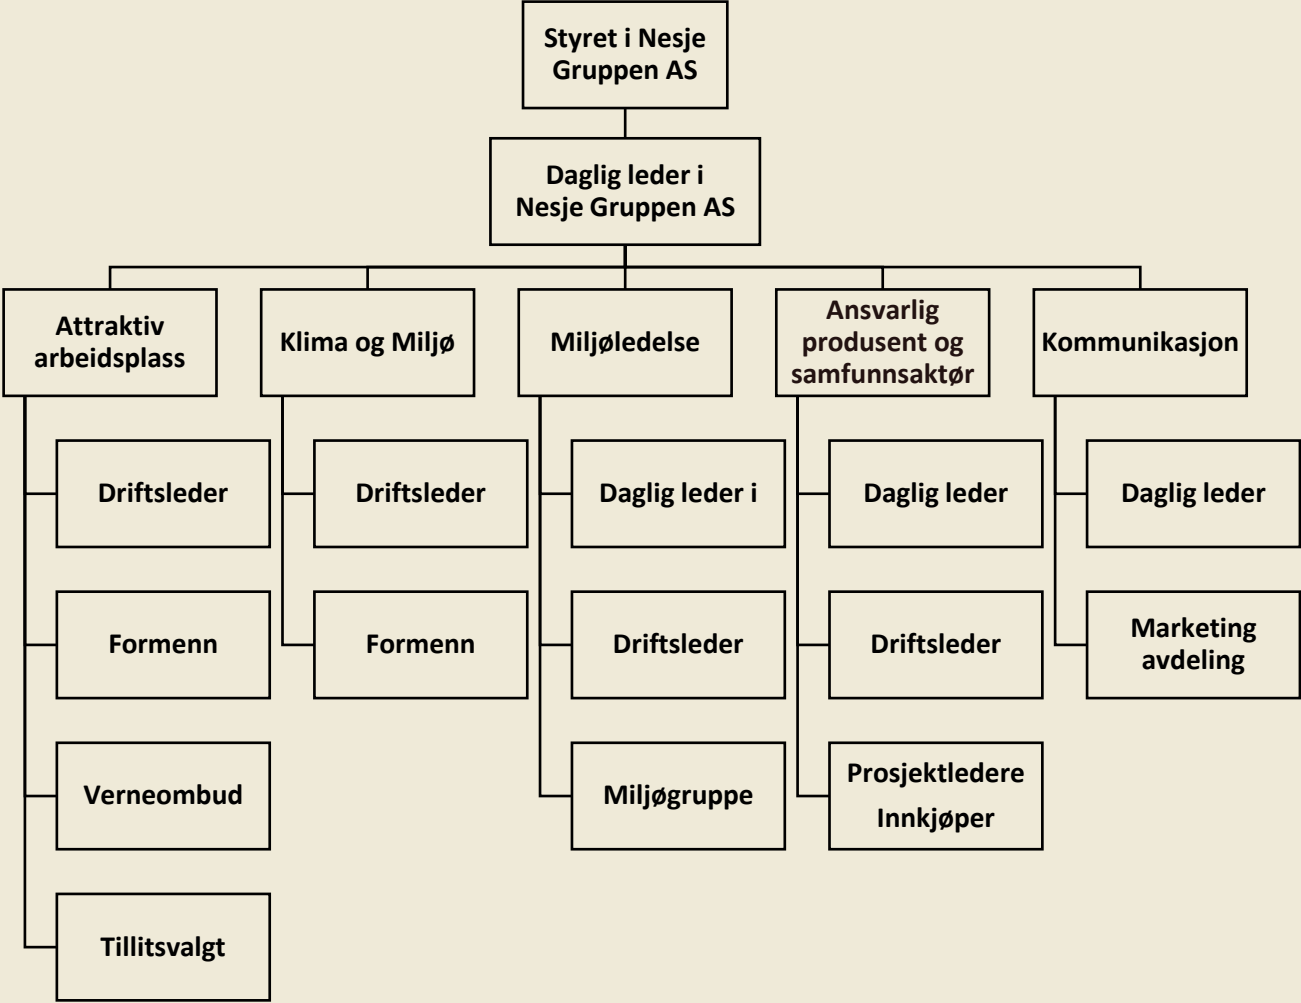 Styret i Nesje
Gruppen AS
Daglig leder i
Nesje Gruppen AS
Attraktiv
arbeidsplass
Klima og Miljø
Miljøledelse
Ansvarlig
produsent og
samfunnsaktør
Kommunikasjon
Driftsleder
Driftsleder
Daglig leder i
Daglig leder
Daglig leder
Formenn
Formenn
Driftsleder
Driftsleder
Marketing
avdeling
Verneombud
Miljøgruppe
Prosjektledere
Innkjøper
Tillitsvalgt